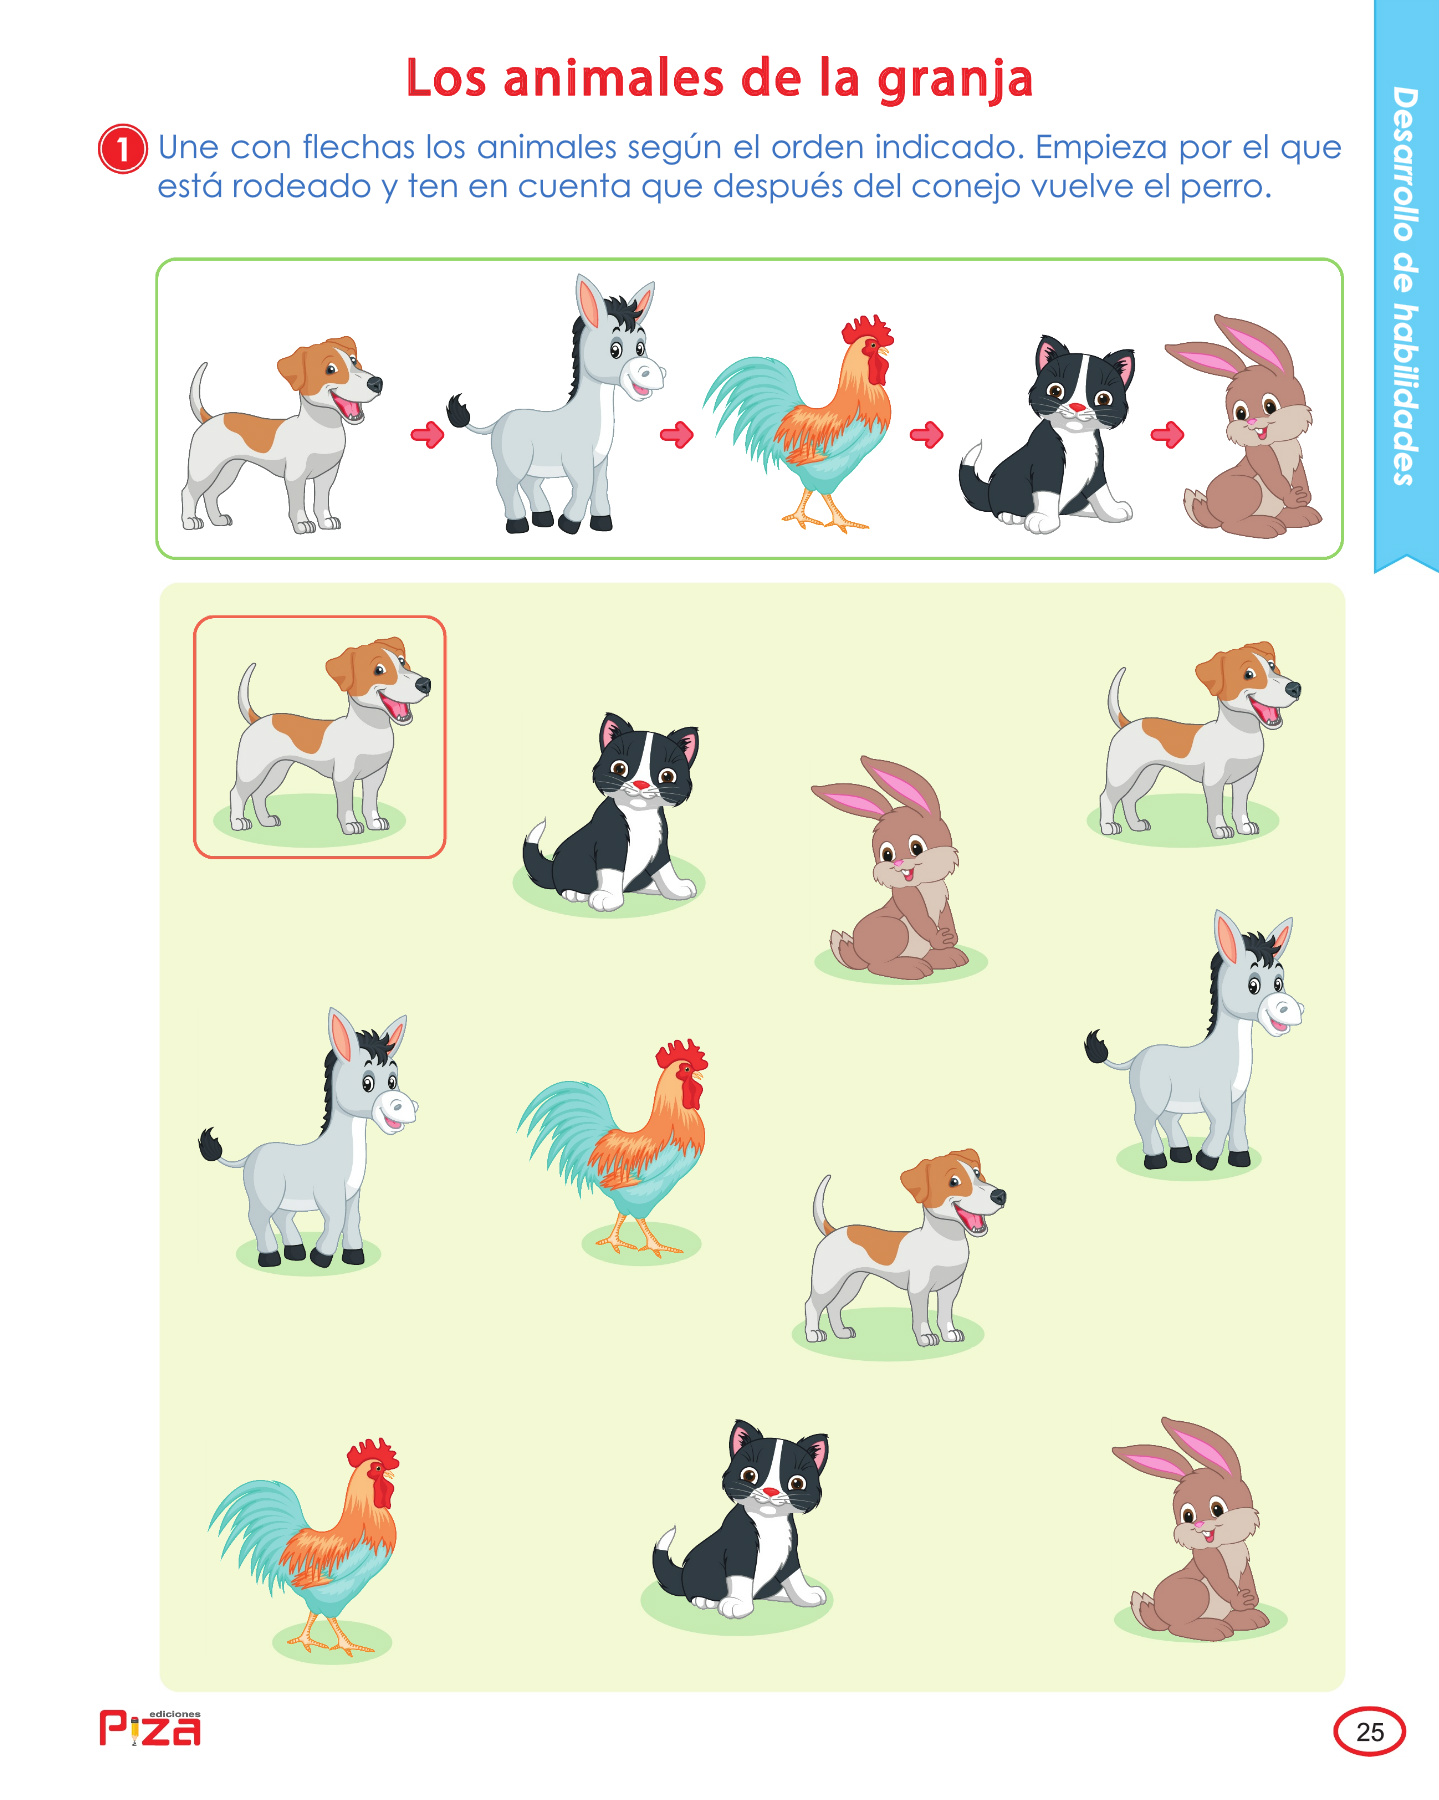 Los animales de la granja
1 Une con flechas los animales según el orden indicado. Empieza por el que
está rodeado y ten en cuenta que después del conejo vuelve el perro.
Desarrollo de habilidades
ediciones
Piza
25